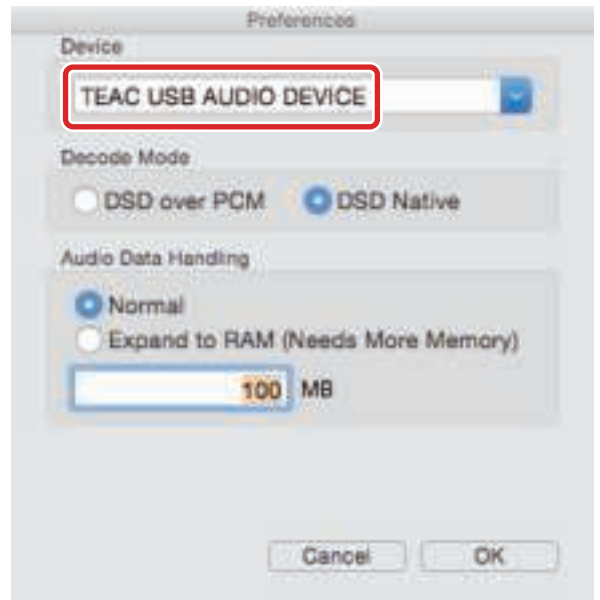 Preferences
Device
TEAC USB AUDIO DEVICE
Decode Mode
DSD over PCM DSD Native
Audio Data Handling
Normal
Expand to RAM (Needs More Memory)
100 MB
Cancel OK